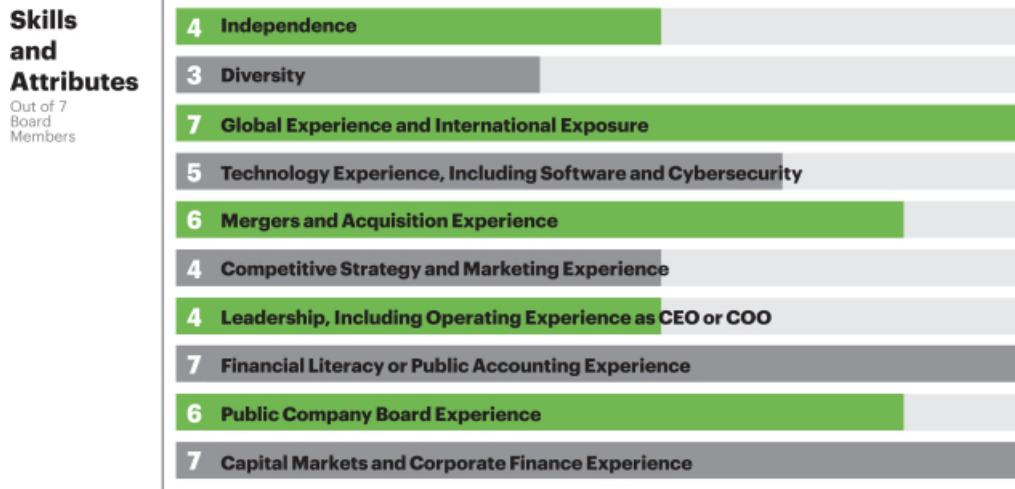 Skills
and
Attributes
Out of 7
Board
Members
4 Independence
3 Diversity
7 Global Experience and International Exposure
5 Technology Experience, Including Software and Cybersecurity
6 Mergers and Acquisition Experience
4 Competitive Strategy and Marketing Experience
4 Leadership, Including Operating Experience as CEO or COO
7 Financial Literacy or Public Accounting Experience
6 Public Company Board Experience
7 Capital Markets and Corporate Finance Experience